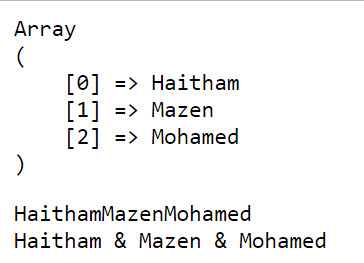 Array
(
    [0] => Haitham
    [1] => Mazen
    [2] => Mohamed
)

HaithamMazenMohamed
Haitham & Mazen & Mohamed